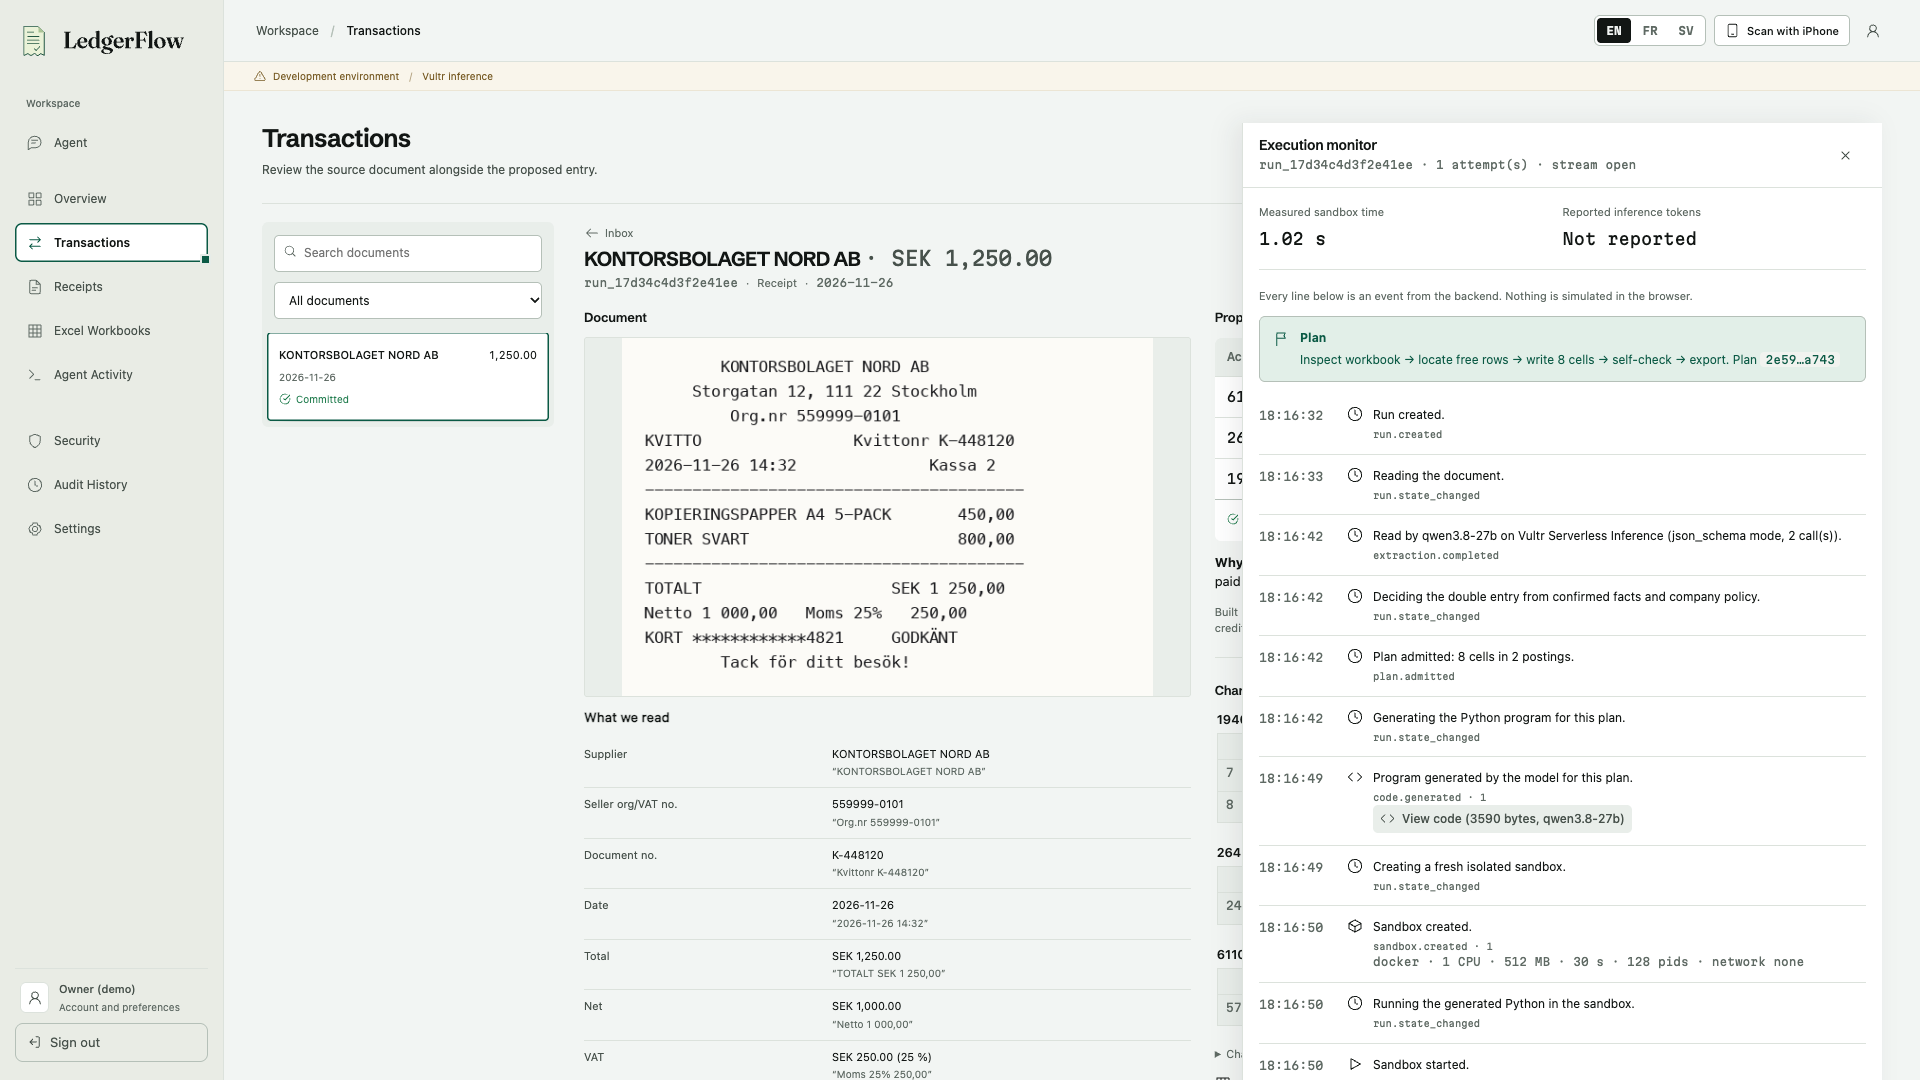 LedgerFlow
Workspace
Agent
Overview
Transactions
Receipts
Excel Workbooks
Agent Activity
Security
Audit History
Settings
Owner (demo)
Account and preferences
Sign out
Workspace / Transactions
EN FR SV
Scan with iPhone
Development environment / Vultr inference
Transactions
Review the source document alongside the proposed entry.
Search documents
All documents
KONTORSBOLAGET NORD AB 1,250.00
2026-11-26
Committed
← Inbox
KONTORSBOLAGET NORD AB · SEK 1,250.00
run_17d34c4d3f2e41ee · Receipt · 2026-11-26
Document
KONTORSBOLAGET NORD AB
Storgatan 12, 111 22 Stockholm
Org.nr 559999-0101
KVITTO Kvittonr K-448120
2026-11-26 14:32 Kassa 2
KOPIERINGSPAPPER A4 5-PACK 450,00
TONER SVART 800,00
TOTALT SEK 1 250,00
Netto 1 000,00 Moms 25% 250,00
KORT ************4821 GODKÄNT
Tack för ditt besök!
What we read
Supplier KONTORSBOLAGET NORD AB
“KONTORSBOLAGET NORD AB”
Seller org/VAT no. 559999-0101
“Org.nr 559999-0101”
Document no. K-448120
“Kvittonr K-448120”
Date 2026-11-26
“2026-11-26 14:32”
Total SEK 1,250.00
“TOTALT SEK 1 250,00”
Net SEK 1,000.00
“Netto 1 000,00”
VAT SEK 250.00 (25 %)
“Moms 25% 250,00”
Prop
Ac
61
26
19
Why
paid
Built
credi
Chan
1940
7
8
264
24
6110
57
Cha
Execution monitor
run_17d34c4d3f2e41ee · 1 attempt(s) · stream open
Measured sandbox time
1.02 s
Reported inference tokens
Not reported
Every line below is an event from the backend. Nothing is simulated in the browser.
Plan
Inspect workbook → locate free rows → write 8 cells → self-check → export. Plan 2e59…a743
18:16:32 Run created.
run.created
18:16:33 Reading the document.
run.state_changed
18:16:42 Read by qwen3.8-27b on Vultr Serverless Inference (json_schema mode, 2 call(s)).
extraction.completed
18:16:42 Deciding the double entry from confirmed facts and company policy.
run.state_changed
18:16:42 Plan admitted: 8 cells in 2 postings.
plan.admitted
18:16:42 Generating the Python program for this plan.
run.state_changed
18:16:49 Program generated by the model for this plan.
code.generated · 1
View code (3590 bytes, qwen3.8-27b)
18:16:49 Creating a fresh isolated sandbox.
run.state_changed
18:16:50 Sandbox created.
sandbox.created · 1
docker · 1 CPU · 512 MB · 30 s · 128 pids · network none
18:16:50 Running the generated Python in the sandbox.
run.state_changed
18:16:50 Sandbox started.